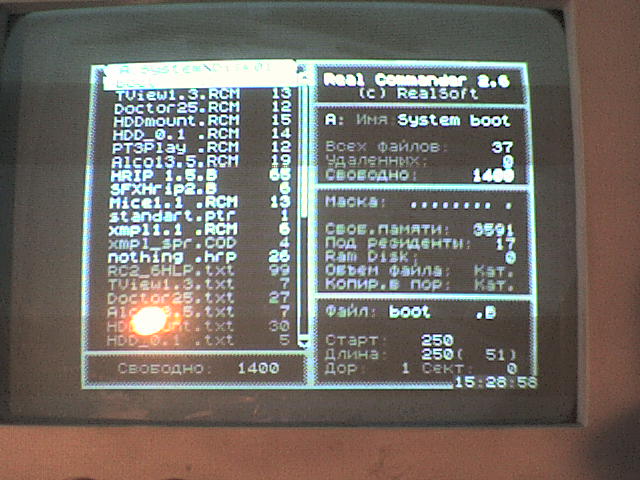 A:System
TView1.3.RCM 13
Doctor25.RCM 12
HDDmount.RCM 15
HDD_0.1 .RCM 14
PT3Play .RCM 12
Alco13.5.RCM 19
HRIP 1.5.B 65
SFXHrip2.B 6
Mice1.1 .RCM 13
standart.ptr 1
xmpl1.1 .RCM 6
xmpl_spr.COD 4
nothing .hrp 26
RC2_6HLP.txt 99
TView1.3.txt 7
Doctor25.txt 27
.5.txt 7
.txt 30
HDD_0.1 .txt 5
Свободно: 1400
Real Commander 2.6
(c) RealSoft
A: Имя System boot
Всех файлов: 37
Удаленных: 0
Свободно: 1400
Маска: ........ .
Своб.памяти: 3591
Под резиденты: 17
Ram Disk: 0
Объем файла: Кат.
Копир.в пор: Кат.
Файл: boot .B
Старт: 250
Длина: 250( 51)
Дор: 1 Сект: 0
15:28:58